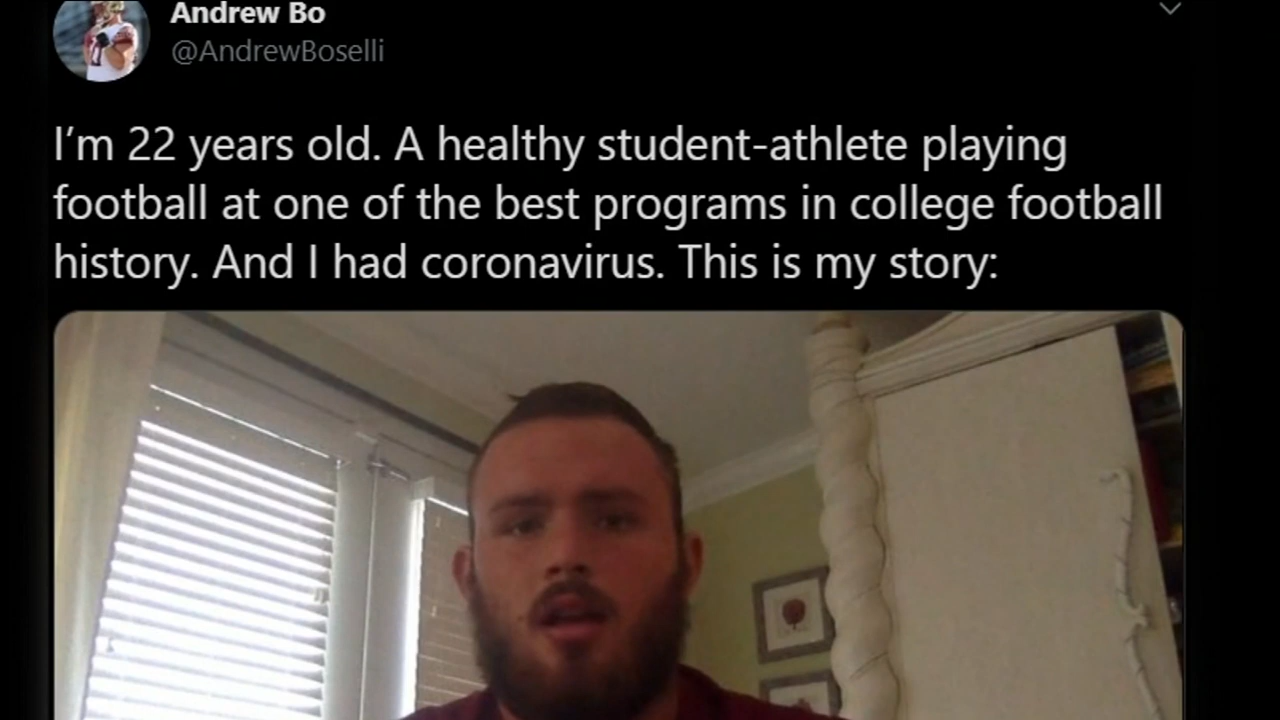 Andrew Bo
@AndrewBoselli
I’m 22 years old. A healthy student-athlete playing
football at one of the best programs in college football
history. And I had coronavirus. This is my story: